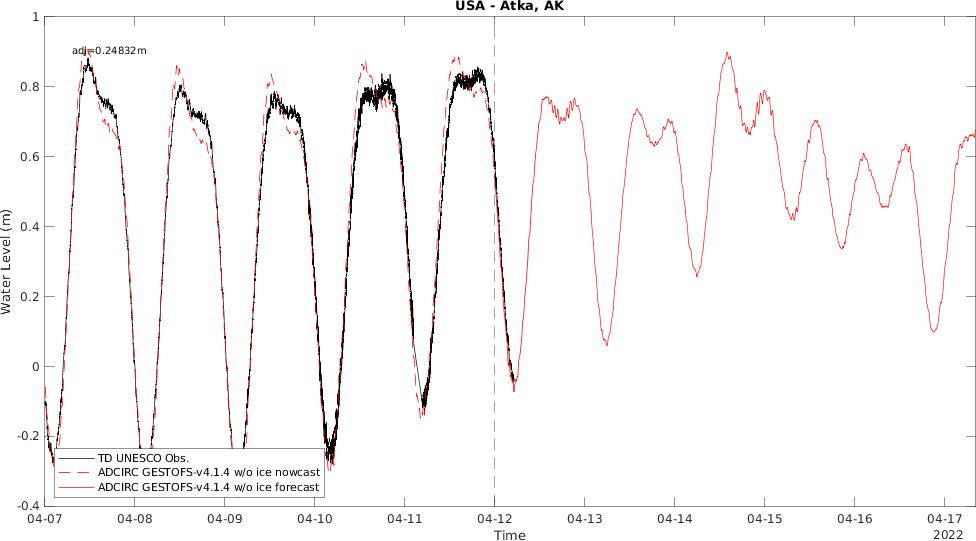 USA - Atka, AK
1
0.8
0.6
0.4
0.2
0
-0.2
-0.4
Water Level (m)
adj=0.24832m
TD UNESCO Obs.
ADCIRC GESTOFS-v4.1.4 w/o ice nowcast
ADCIRC GESTOFS-v4.1.4 w/o ice forecast
04-07 04-08 04-09 04-10 04-11 04-12 04-13 04-14 04-15 04-16 04-17
Time
2022